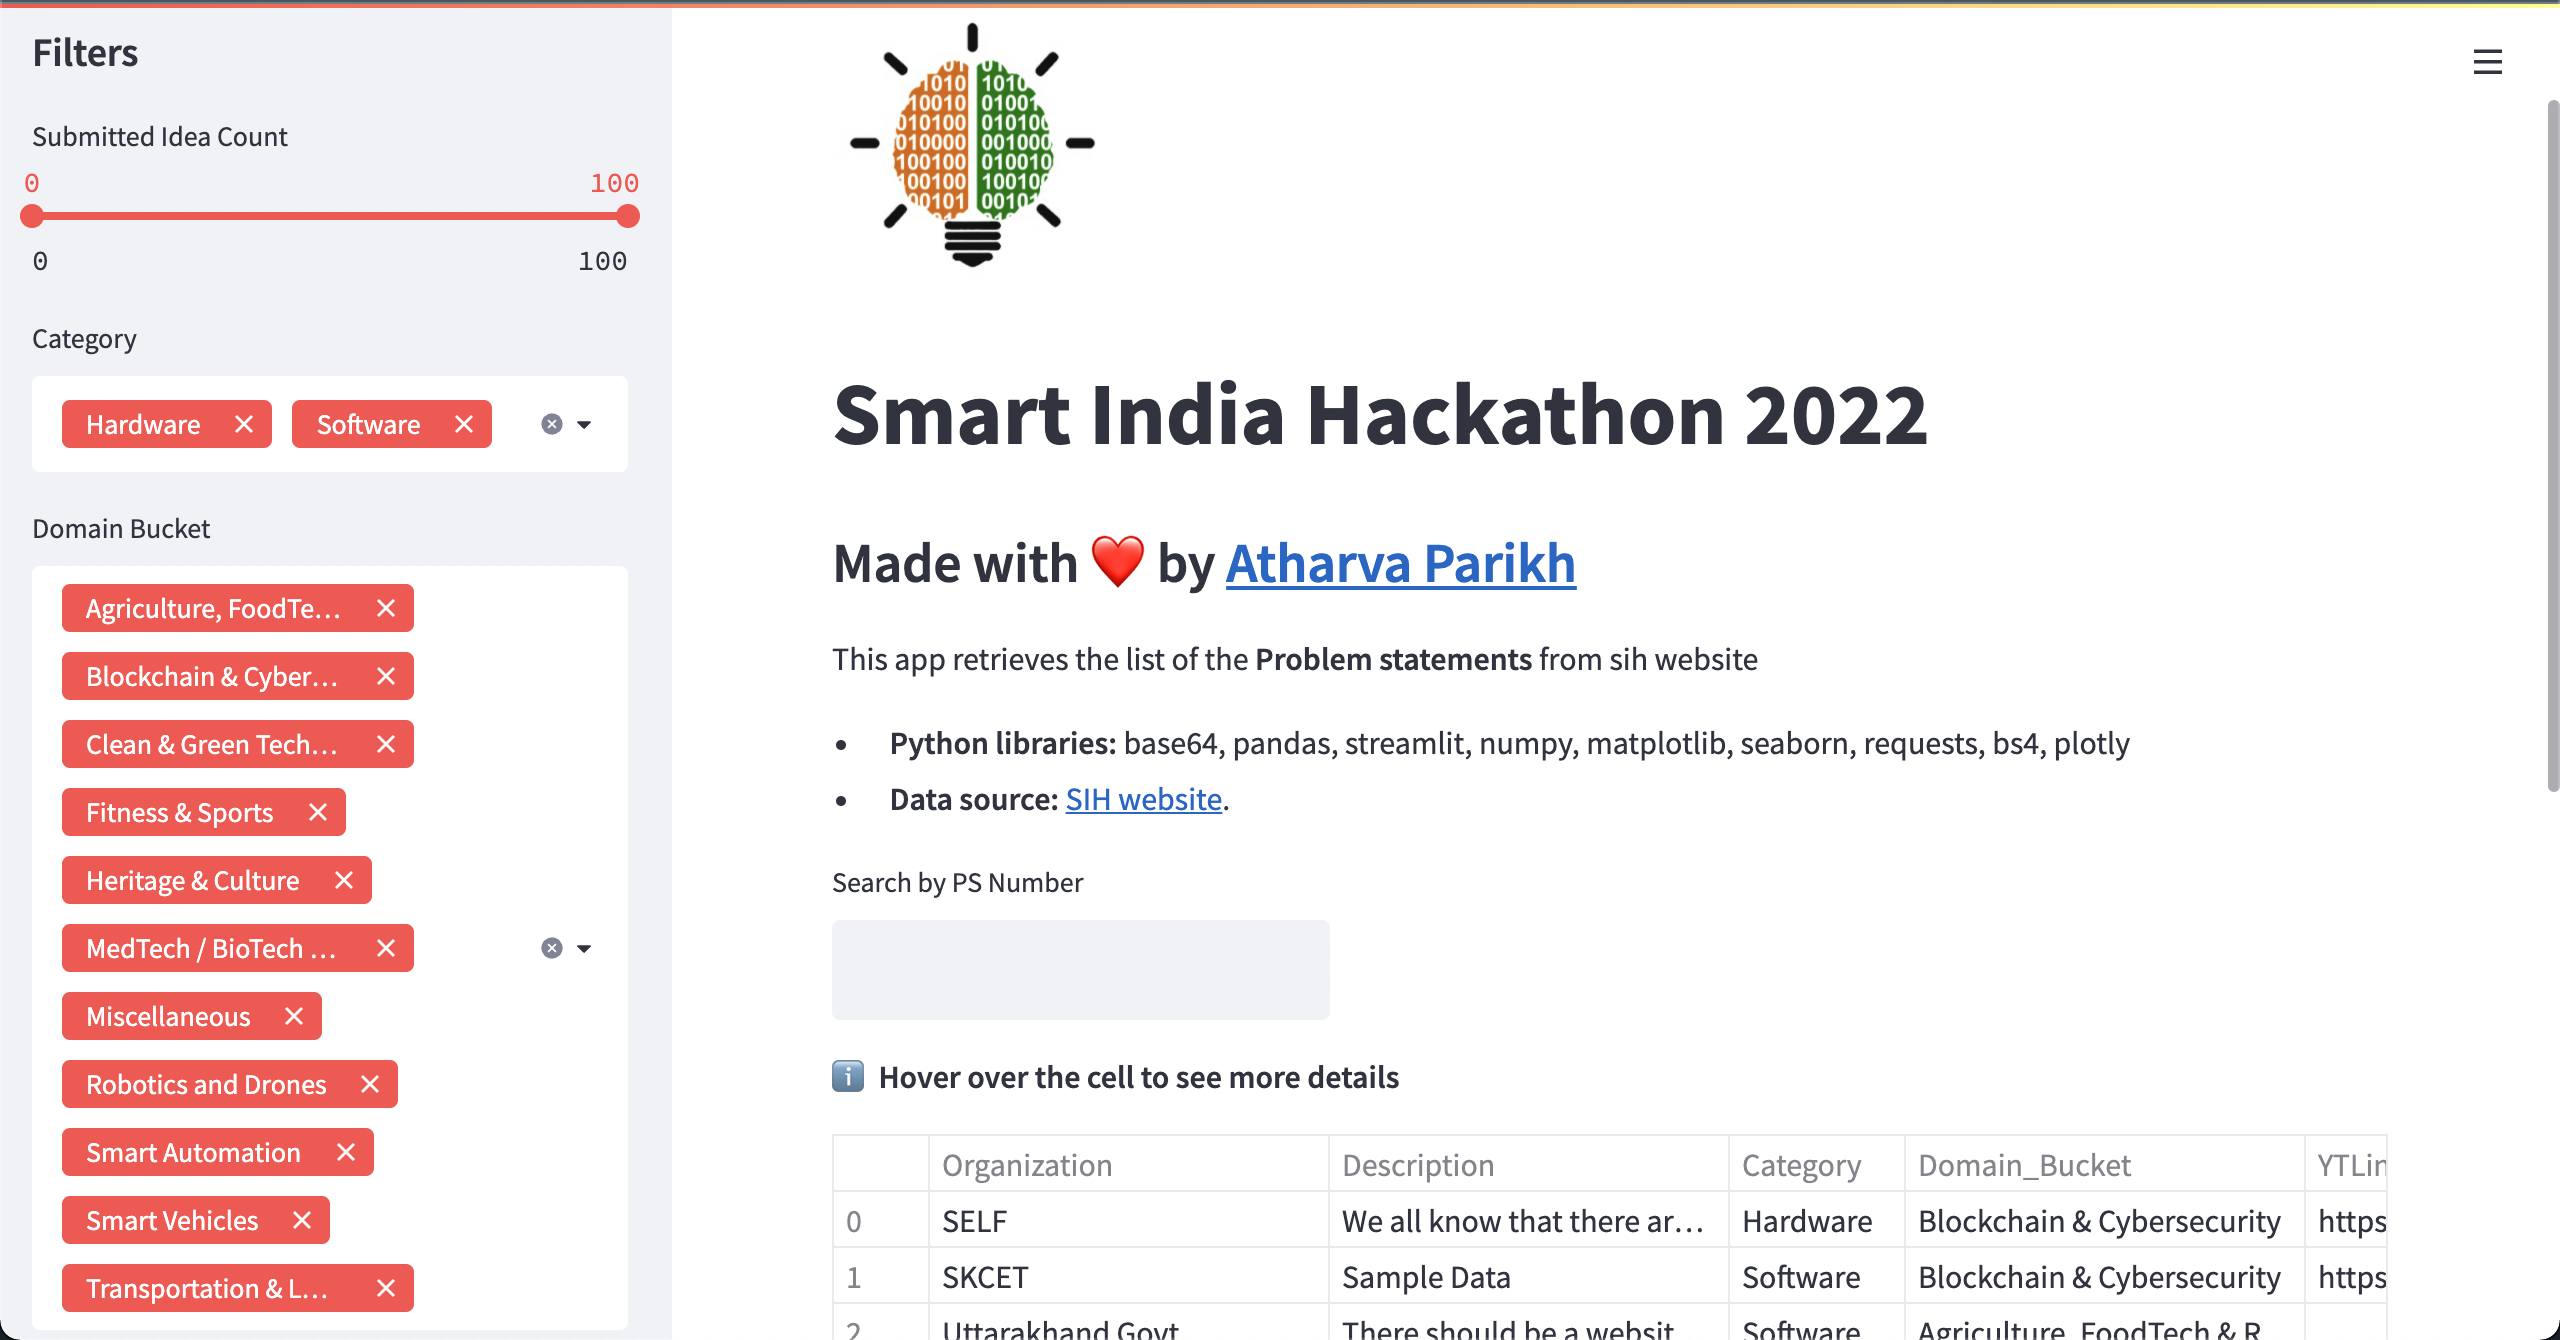 Filters
Submitted Idea Count
0 100
0 100
Category
Hardware Software
Domain Bucket
Agriculture, FoodTe...
Blockchain & Cyber...
Clean & Green Tech...
Fitness & Sports
Heritage & Culture
MedTech / BioTech ...
Miscellaneous
Robotics and Drones
Smart Automation
Smart Vehicles
Transportation & L...
01 01
1010 1010
10010 01001
010100 010100
010000 001000
100100 010010
00100 10010
00101 0010
Smart India Hackathon 2022
Made with ❤️ by Atharva Parikh
This app retrieves the list of the Problem statements from sih website
• Python libraries: base64, pandas, streamlit, numpy, matplotlib, seaborn, requests, bs4, plotly
• Data source: SIH website.
Search by PS Number
ℹ️ Hover over the cell to see more details
Organization Description Category Domain_Bucket YTLin
0 SELF We all know that there ar... Hardware Blockchain & Cybersecurity https
1 SKCET Sample Data Software Blockchain & Cybersecurity https
2 Uttarakhand Govt There should be a websit Software Agriculture, FoodTech & R